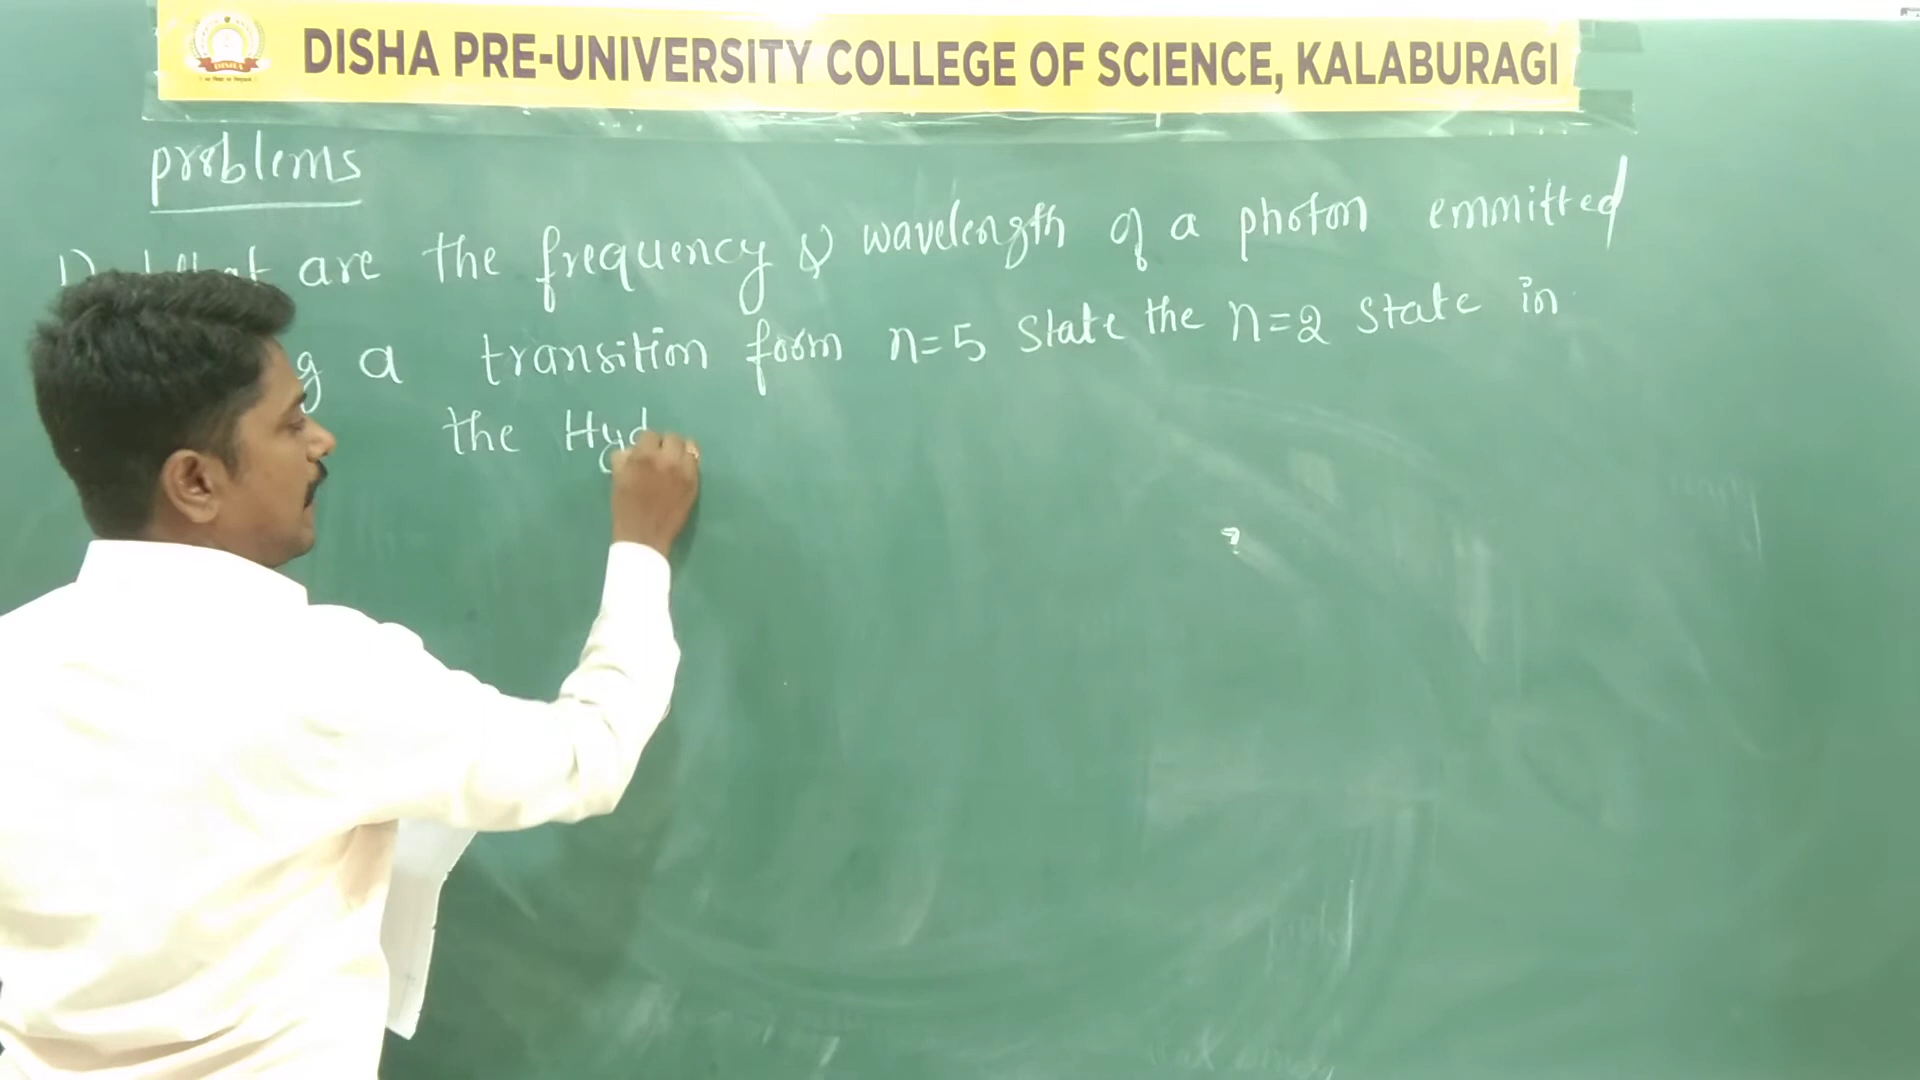 DISHA PRE-UNIVERSITY COLLEGE OF SCIENCE, KALABURAGI
DISHA
problems
1) What are the frequency & wavelength of a photon emmitted
a transition form n=5 state the n=2 state in
the Hyd